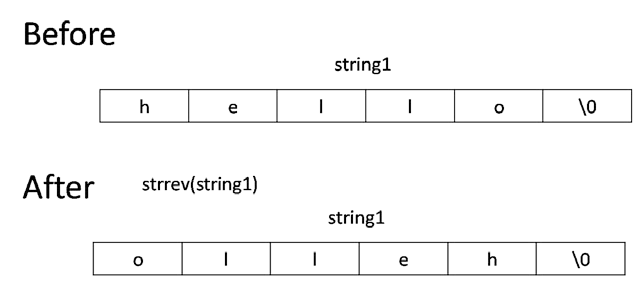 Before
string1
h e l l o \0
After strrev(string1)
string1
o l l e h \0